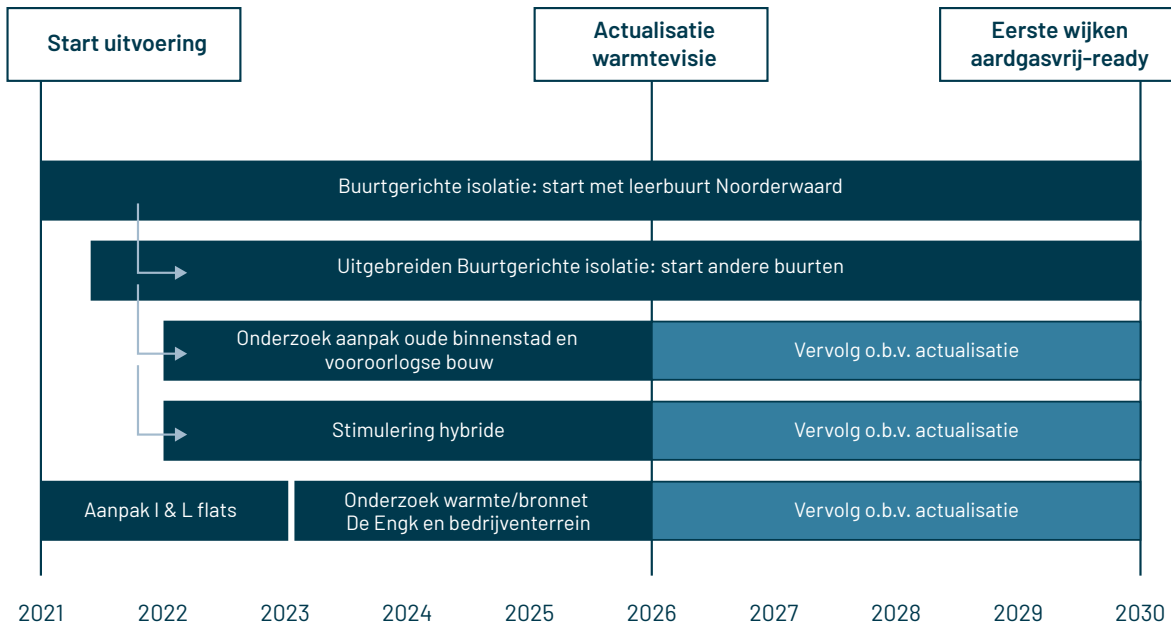 Start uitvoering
Actualisatie
warmtevisie
Eerste wijken
aardgasvrij-ready
Buurtgerichte isolatie: start met leerbuurt Noorderwaard
Uitgebreiden Buurtgerichte isolatie: start andere buurten
Onderzoek aanpak oude binnenstad en
vooroorlogse bouw
Vervolg o.b.v. actualisatie
Stimulering hybride
Vervolg o.b.v. actualisatie
Aanpak I & L flats
Onderzoek warmte/bronnet
De Engk en bedrijventerrein
Vervolg o.b.v. actualisatie
2021 2022 2023 2024 2025 2026 2027 2028 2029 2030